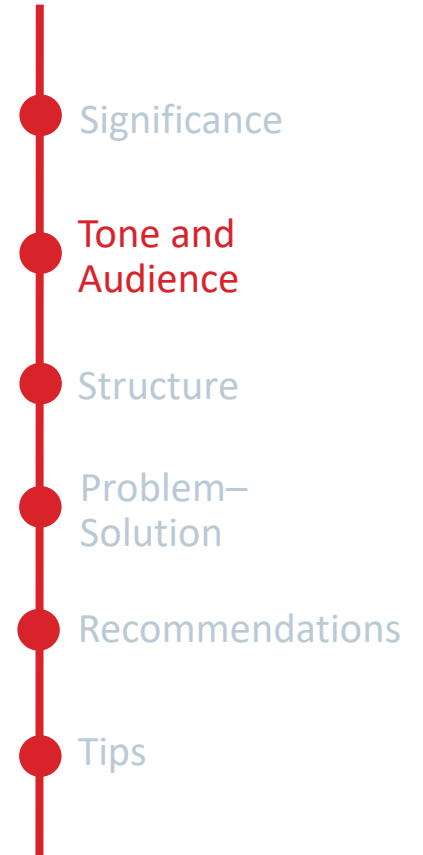 Significance
Tone and
Audience
Structure
Problem–
Solution
Recommendations
Tips